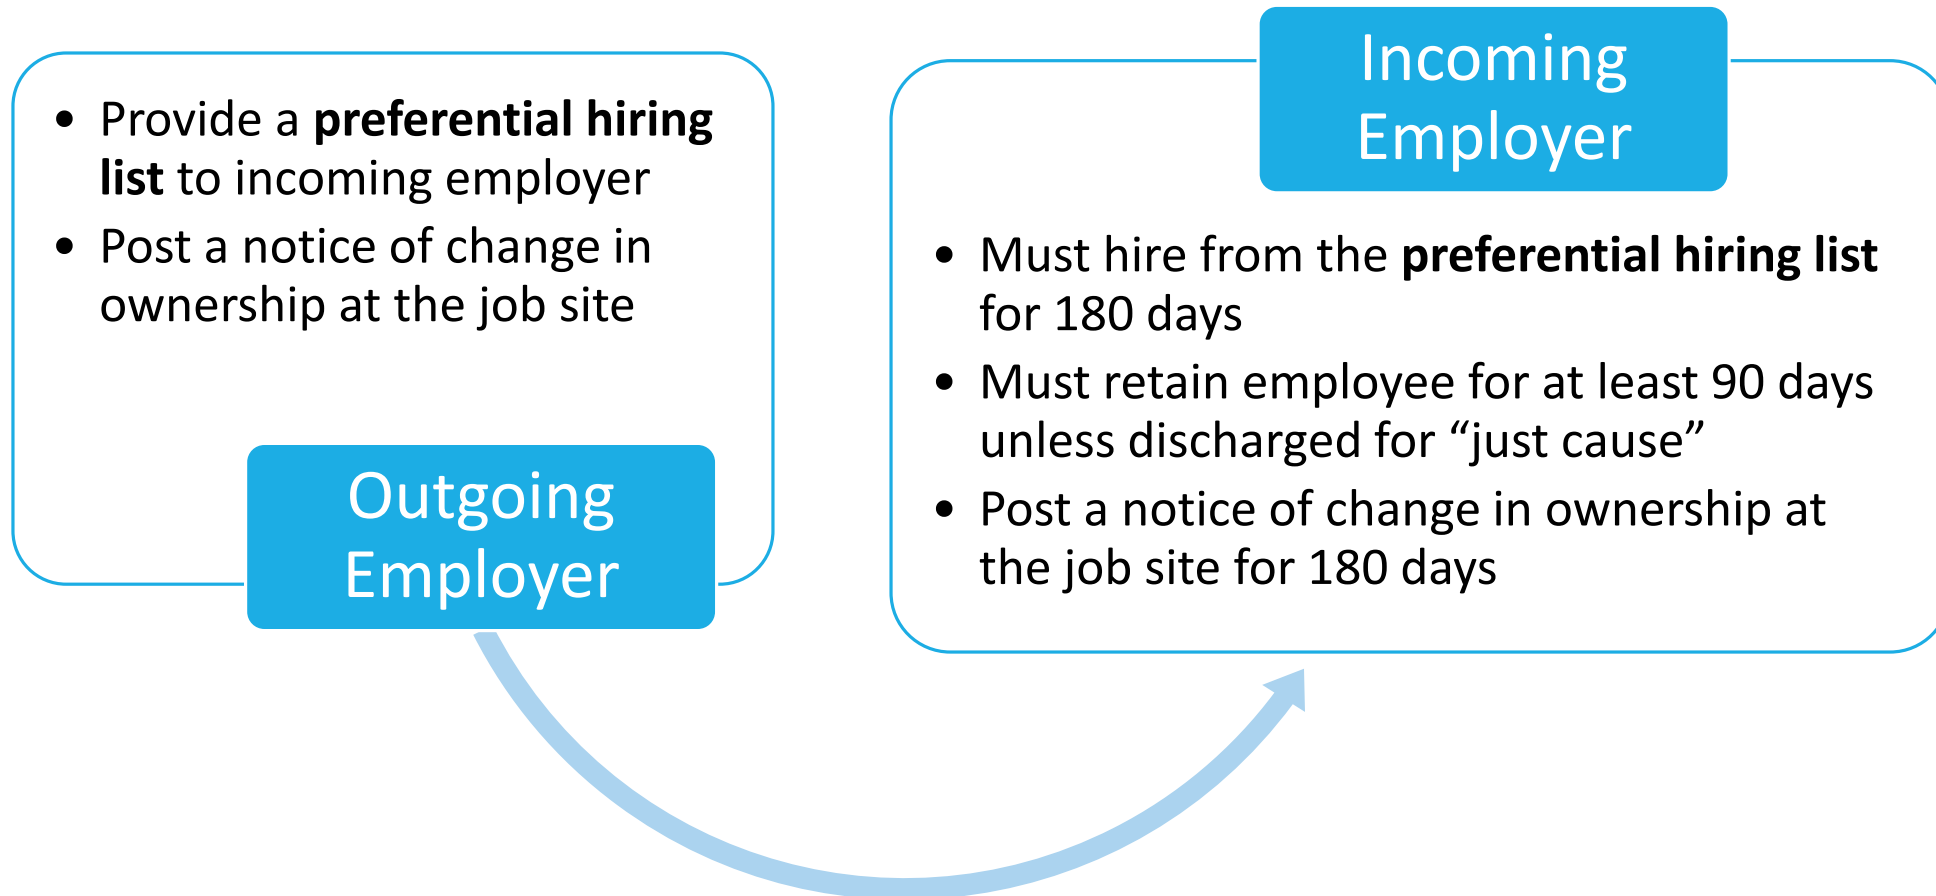 • Provide a preferential hiring
list to incoming employer
• Post a notice of change in
ownership at the job site
Outgoing
Employer
Incoming
Employer
• Must hire from the preferential hiring list
for 180 days
• Must retain employee for at least 90 days
unless discharged for “just cause”
• Post a notice of change in ownership at
the job site for 180 days